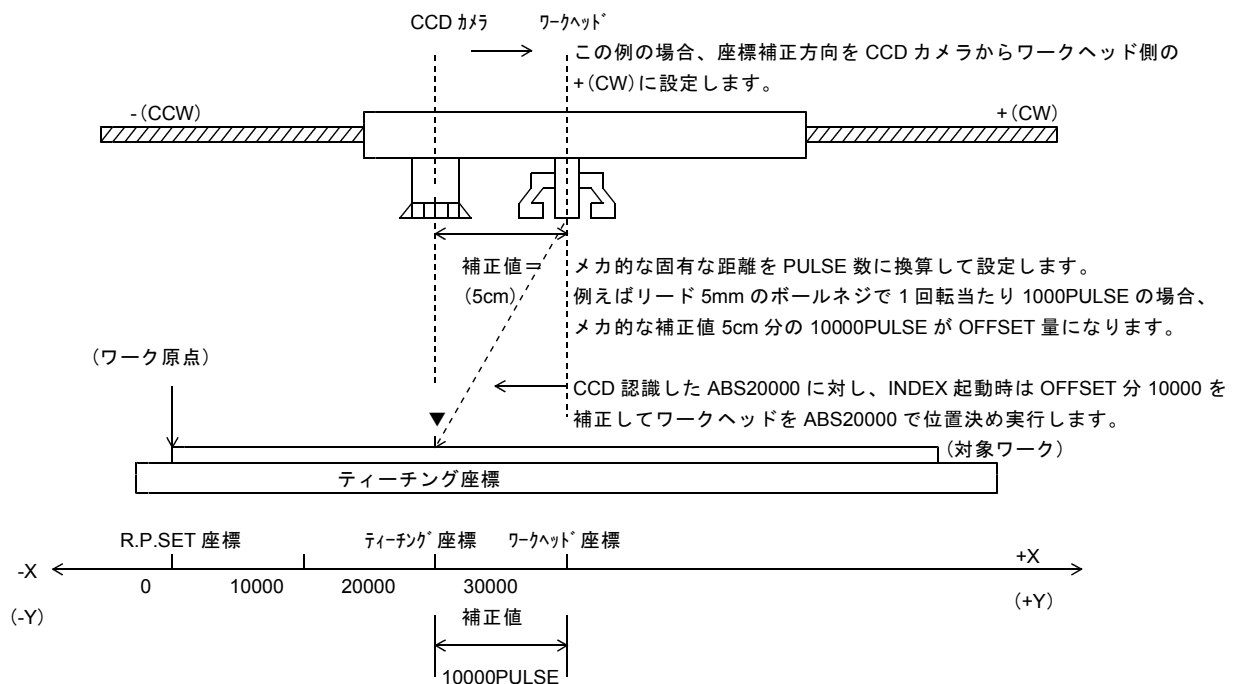 CCD ｶﾒﾗ ﾜｰｸﾍｯﾄﾞ
この例の場合、座標補正方向を CCD カメラからワークヘッド側の
+(CW)に設定します。
-(CCW) +(CW)
補正値＝ メカ的な固有な距離を PULSE 数に換算して設定します。
(5cm) 例えばリード 5mm のボールネジで 1 回転当たり 1000PULSE の場合、
メカ的な補正値 5cm 分の 10000PULSE が OFFSET 量になります。
(ワーク原点)
CCD 認識した ABS20000 に対し、INDEX 起動時は OFFSET 分 10000 を
補正してワークヘッドを ABS20000 で位置決め実行します。
(対象ワーク)
ティーチング座標
R.P.SET 座標 ﾃｨｰﾁﾝｸﾞ座標 ﾜｰｸﾍｯﾄﾞ座標
-X +X
0 10000 20000 30000
(-Y) (+Y)
補正値
10000PULSE